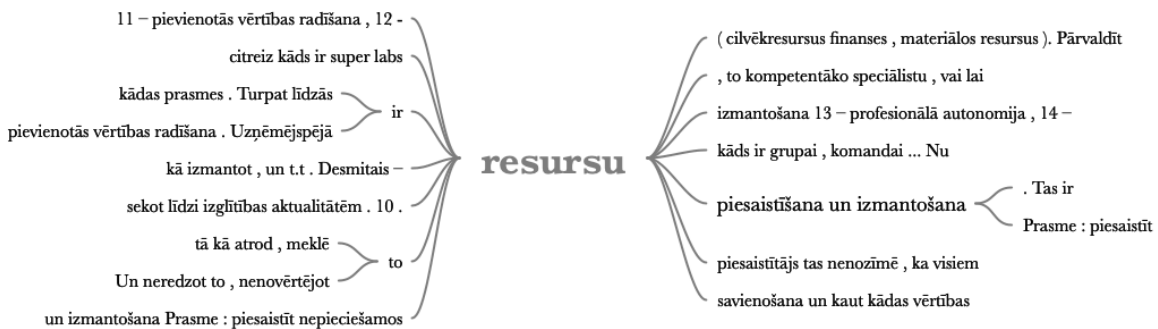 11 – pievienotās vērtības radīšana , 12 -
citreiz kāds ir super labs
kādas prasmes . Turpat līdzās
pievienotās vērtības radīšana . Uzņēmējspējā
ir
kā izmantot , un t.t . Desmitais –
sekot līdzi izglītības aktualitātēm . 10 .
tā kā atrod , meklē
Un neredzot to , nenovērtējot
to
un izmantošana Prasme : piesaistīt nepieciešamos
resursu
( cilvēkresursus finanses , materiālos resursus ). Pārvaldīt
, to kompetentāko speciālistu , vai lai
izmantošana 13 – profesionālā autonomija , 14 –
kāds ir grupai , komandai ... Nu
piesaistīšana un izmantošana
. Tas ir
Prasme : piesaistīt
piesaistītājs tas nenozīmē , ka visiem
savienošana un kaut kādas vērtības